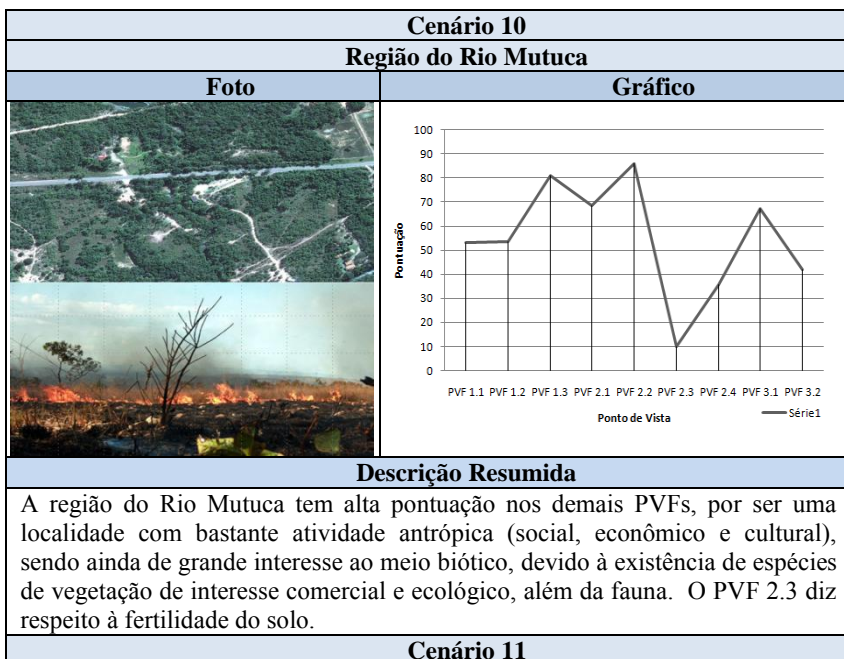 Cenário 10
Região do Rio Mutuca
Foto
Gráfico
100
90
80
70
60
50
40
30
20
10
0
Pontuação
PVF 1.1 PVF 1.2 PVF 1.3 PVF 2.1 PVF 2.2 PVF 2.3 PVF 2.4 PVF 3.1 PVF 3.2
Ponto de Vista
Série1
Descrição Resumida
A região do Rio Mutuca tem alta pontuação nos demais PVFs, por ser uma
localidade com bastante atividade antrópica (social, econômico e cultural),
sendo ainda de grande interesse ao meio biótico, devido à existência de espécies
de vegetação de interesse comercial e ecológico, além da fauna. O PVF 2.3 diz
respeito à fertilidade do solo.
Cenário 11